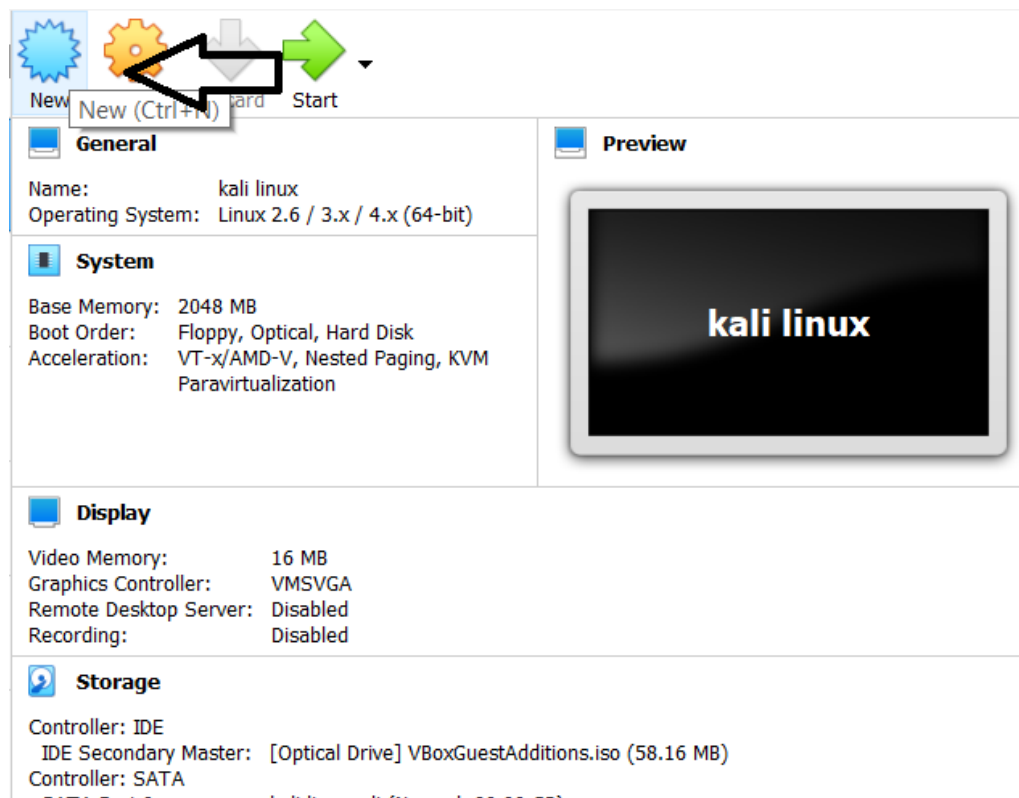 New Start
New (Ctrl+N)
General
Name: kali linux
Operating System: Linux 2.6 / 3.x / 4.x (64-bit)
Preview
kali linux
System
Base Memory: 2048 MB
Boot Order: Floppy, Optical, Hard Disk
Acceleration: VT-x/AMD-V, Nested Paging, KVM
Paravirtualization
Display
Video Memory: 16 MB
Graphics Controller: VMSVGA
Remote Desktop Server: Disabled
Recording: Disabled
Storage
Controller: IDE
IDE Secondary Master: [Optical Drive] VBoxGuestAdditions.iso (58.16 MB)
Controller: SATA